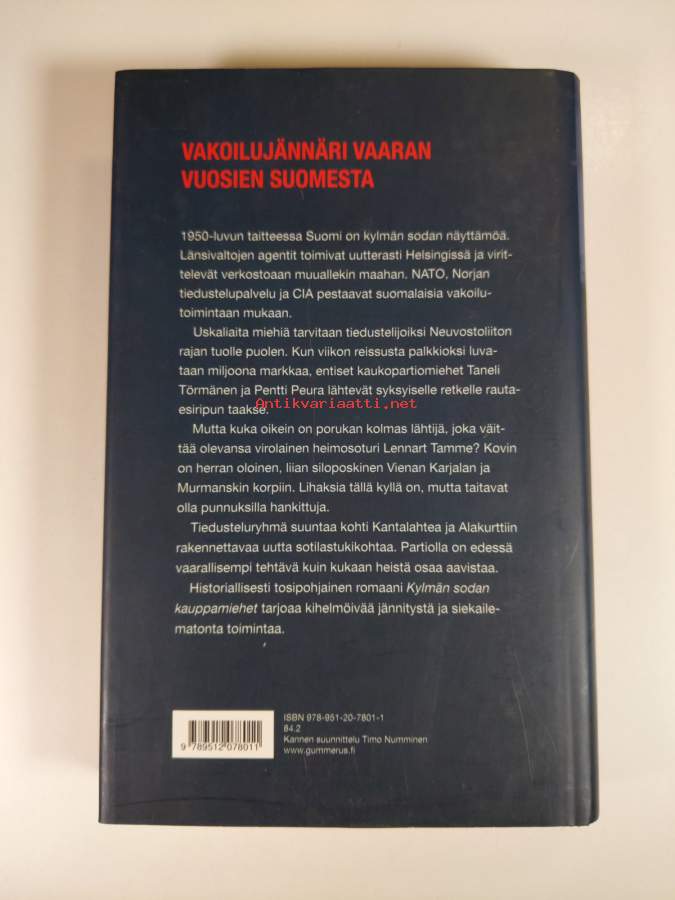 VAKOILUJÄNNÄRI VAARAN
VUOSIEN SUOMESTA
1950-luvun taitteessa Suomi on kylmän sodan näyttämöä.
Länsivaltojen agentit toimivat uutterasti Helsingissä ja virit-
televät verkostoaan muuallekin maahan. NATO, Norjan
tiedustelupalvelu ja CIA pestaavat suomalaisia vakoilu-
toimintaan mukaan.
Uskaliaita miehiä tarvitaan tiedustelijoiksi Neuvostoliiton
rajan tuolle puolen. Kun viikon reissusta palkkioksi luva-
taan miljoona markkaa, entiset kaukopartiomiehet Taneli
Törmänen ja Pentti Peura lähtevät syksyiselle retkelle rauta-
esiripun taakse.
Antikvariaatti.net
Mutta kuka oikein on porukan kolmas lähtijä, joka väit-
tää olevansa virolainen heimosoturi Lennart Tamme? Kovin
on herran oloinen, liian siloposkinen Vienan Karjalan ja
Murmanskin korpiin. Lihaksia tällä kyllä on, mutta taitavat
olla punnuksilla hankittuja.
Tiedusteluryhmä suuntaa kohti Kantalahtea ja Alakurttiin
rakennettavaa uutta sotilastukikohtaa. Partiolla on edessä
vaarallisempi tehtävä kuin kukaan heistä osaa aavistaa.
Historiallisesti tosipohjainen romaani Kylmän sodan
kauppamiehet tarjoaa kihelmöivää jännitystä ja siekaile-
matonta toimintaa.
ISBN 978-951-20-7801-1
84.2
Kannen suunnittelu Timo Numminen
www.gummerus.fi
9 789512 078011